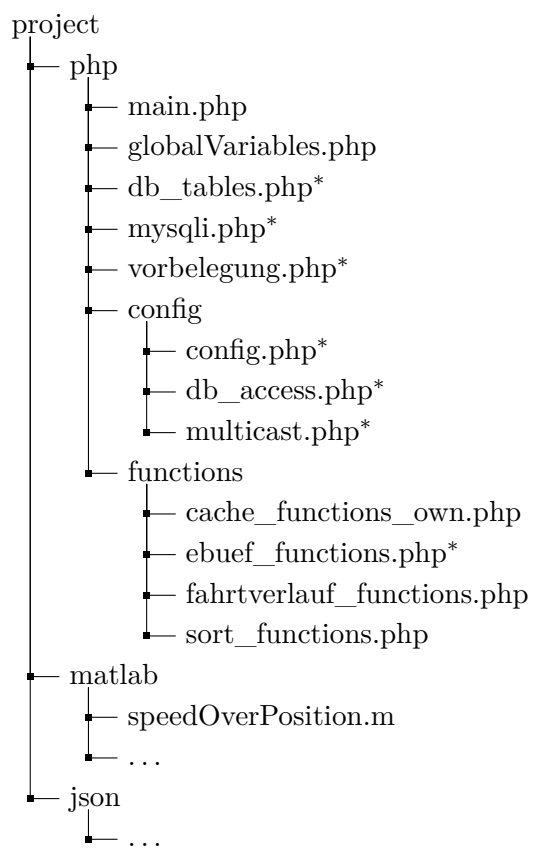 project
php
main.php
globalVariables.php
db_tables.php*
mysqli.php*
vorbelegung.php*
config
config.php*
db_access.php*
multicast.php*
functions
cache_functions_own.php
ebuef_functions.php*
fahrtverlauf_functions.php
sort_functions.php
matlab
speedOverPosition.m
...
json
...